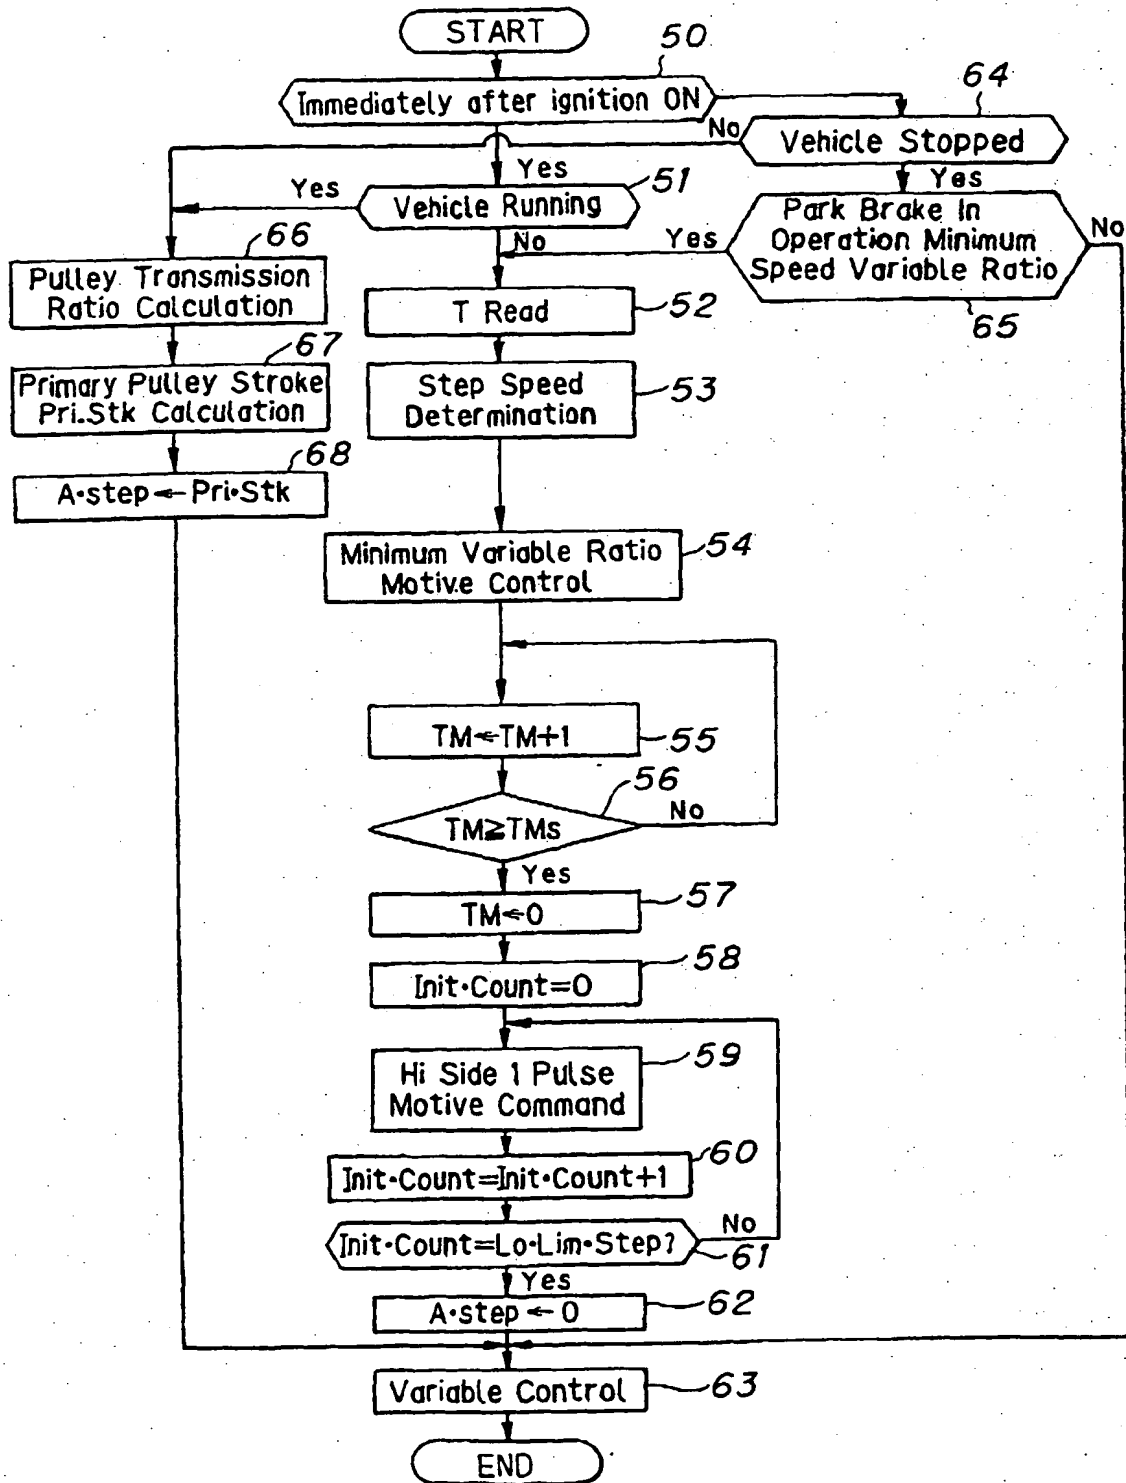 START
50
Immediately after ignition ON
64
No
Vehicle Stopped
Yes
Yes
51
Vehicle Running
Yes
Park Brake In
Operation Minimum
Speed Variable Ratio
No
65
No
Yes
66
Pulley Transmission
Ratio Calculation
T Read
52
67
Primary Pulley Stroke
Pri.Stk Calculation
Step Speed
Determination
53
68
A·step←Pri·Stk
Minimum Variable Ratio
Motive Control
54
TM←TM+1
55
56
TM≧TMs
No
Yes
TM←0
57
Init·Count=0
58
Hi Side 1 Pulse
Motive Command
59
60
Init·Count=Init·Count+1
Init·Count=Lo·Lim·Step?
No
61
Yes
A·step←0
62
Variable Control
63
END